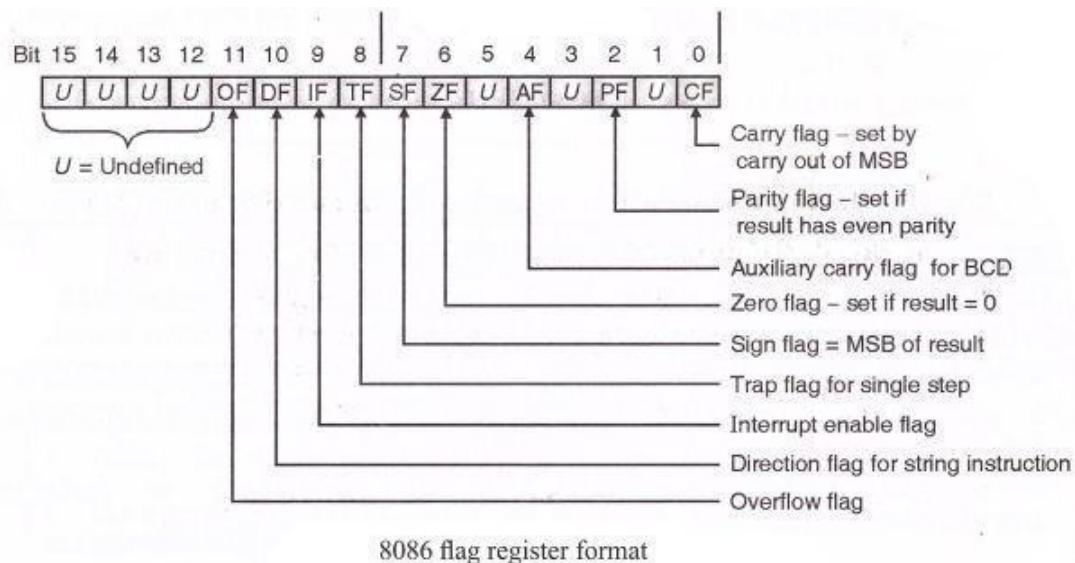 Bit 15 14 13 12 11 10 9 8 7 6 5 4 3 2 1 0
U U U U OF DF IF TF SF ZF U AF U PF U CF
U = Undefined
Carry flag – set by
carry out of MSB
Parity flag – set if
result has even parity
Auxiliary carry flag for BCD
Zero flag – set if result = 0
Sign flag = MSB of result
Trap flag for single step
Interrupt enable flag
Direction flag for string instruction
Overflow flag
8086 flag register format